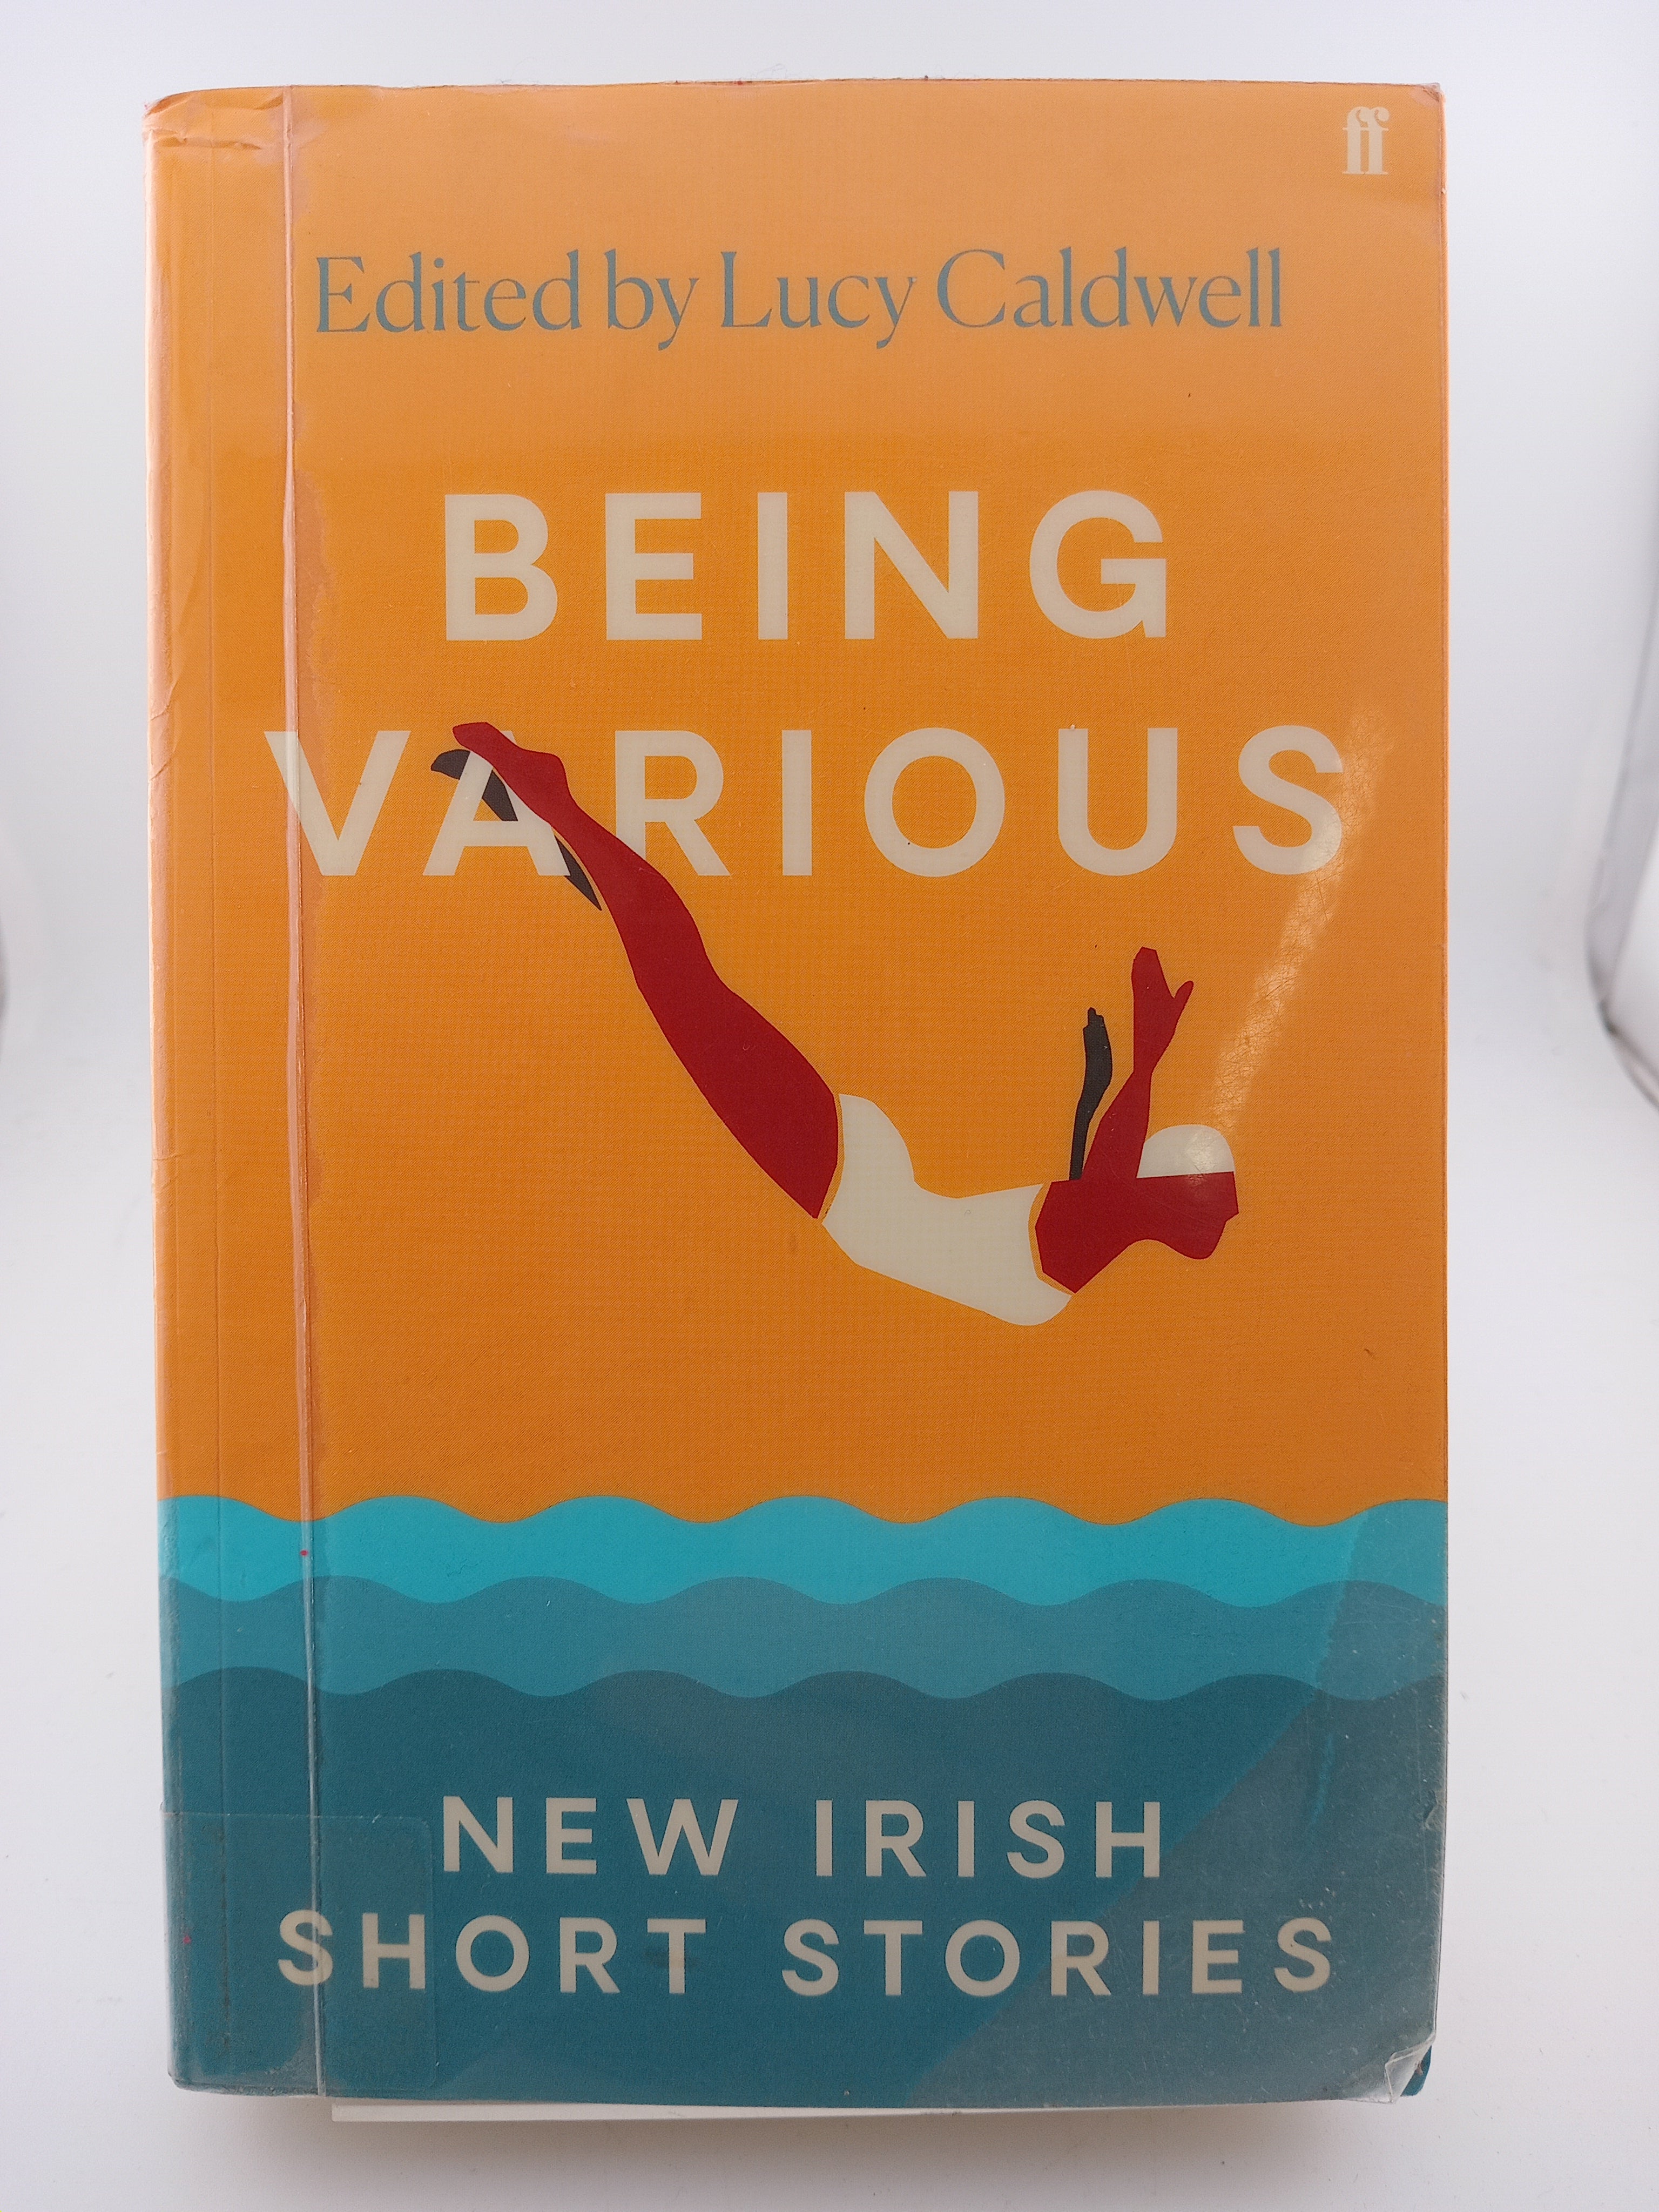 ff
Edited by Lucy Caldwell
BEING
VARIOUS
NEW IRISH
SHORT STORIES